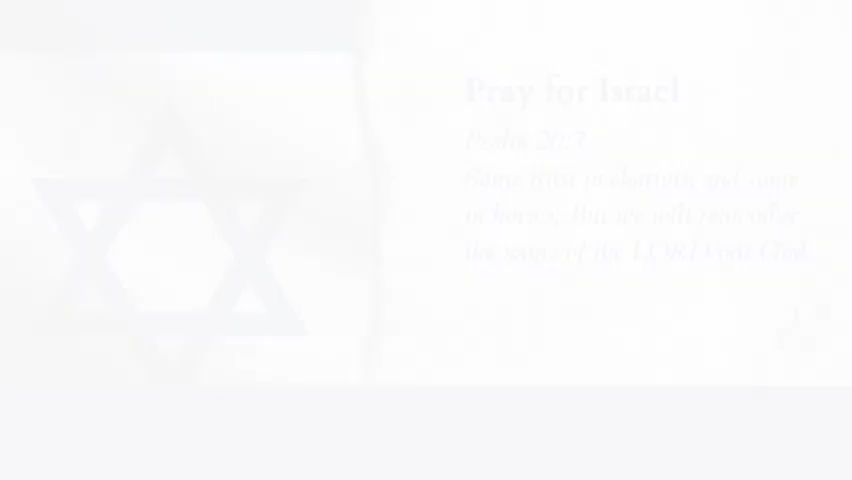 Pray for Israel
Psalm 20:7
Some trust in chariots, and some
in horses: But we will remember
the name of the LORD our God.